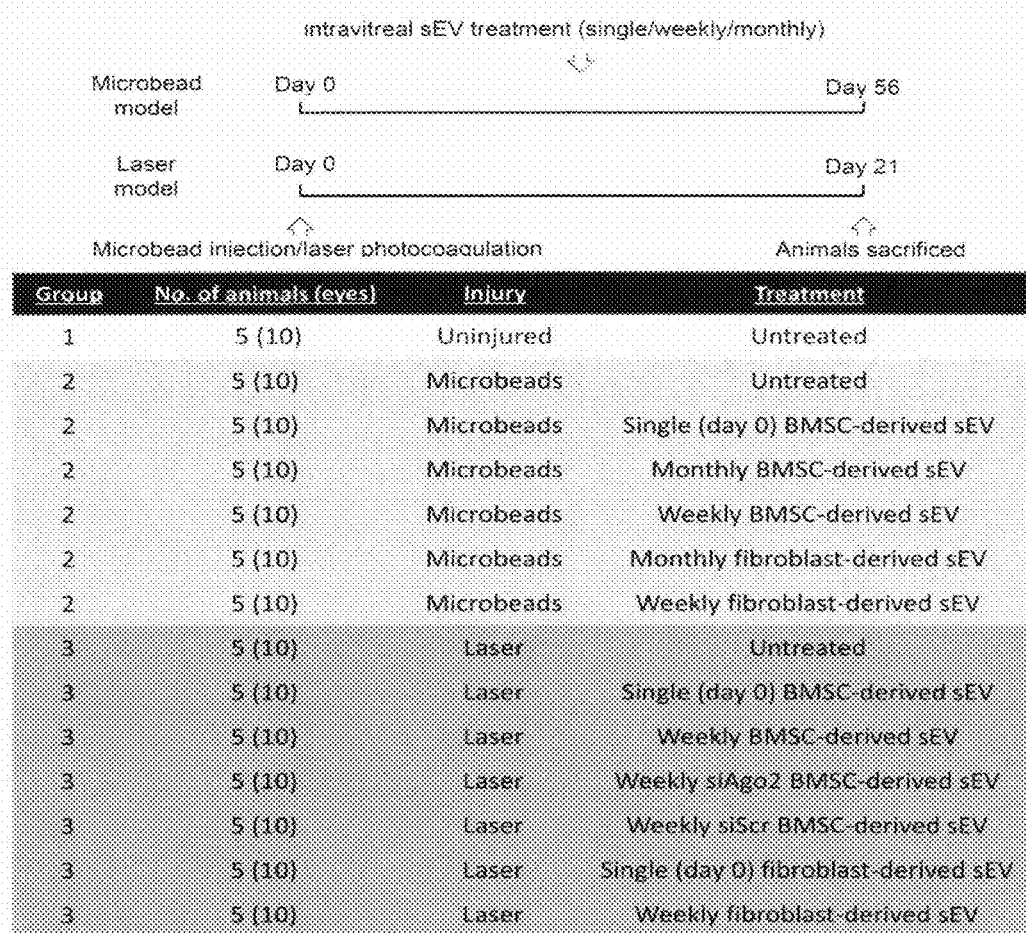 Intravitreal sEV treatment (single/weekly/monthly)
Microbead model Day 0 Day 56
Laser model Day 0 Day 21
Microbead injection/laser photocoagulation Animals sacrificed
Group No. of animals (eyes) Injury Treatment
1 5 (10) Uninjured Untreated
2 5 (10) Microbeads Untreated
2 5 (10) Microbeads Single (day 0) BMSC-derived sEV
2 5 (10) Microbeads Monthly BMSC-derived sEV
2 5 (10) Microbeads Weekly BMSC-derived sEV
2 5 (10) Microbeads Monthly fibroblast-derived sEV
2 5 (10) Microbeads Weekly fibroblast-derived sEV
3 5 (10) Laser Untreated
3 5 (10) Laser Single (day 0) BMSC-derived sEV
3 5 (10) Laser Weekly BMSC-derived sEV
3 5 (10) Laser Weekly siAgo2 BMSC-derived sEV
3 5 (10) Laser Weekly siScr BMSC-derived sEV
3 5 (10) Laser Single (day 0) fibroblast-derived sEV
3 5 (10) Laser Weekly fibroblast-derived sEV